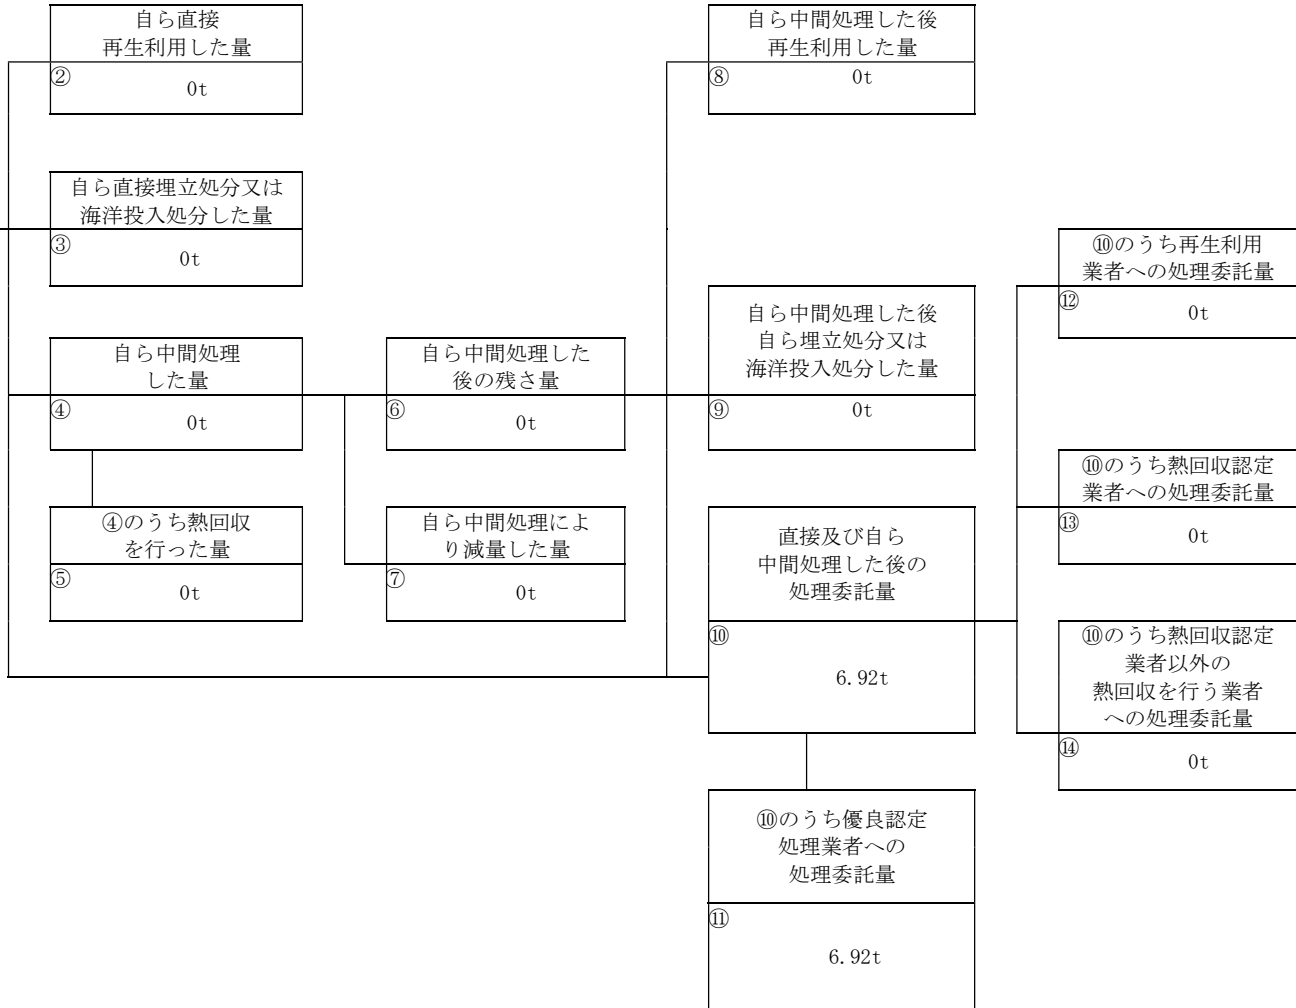 自ら直接
再生利用した量
②
0t
自ら直接埋立処分又は
海洋投入処分した量
③
0t
自ら中間処理
した量
④
0t
④のうち熱回収
を行った量
⑤
0t
自ら中間処理した
後の残さ量
⑥
0t
自ら中間処理によ
り減量した量
⑦
0t
自ら中間処理した後
再生利用した量
⑧
0t
自ら中間処理した後
自ら埋立処分又は
海洋投入処分した量
⑨
0t
直接及び自ら
中間処理した後の
処理委託量
⑩
6.92t
⑩のうち優良認定
処理業者への
処理委託量
⑪
6.92t
⑩のうち再生利用
業者への処理委託量
⑫
0t
⑩のうち熱回収認定
業者への処理委託量
⑬
0t
⑩のうち熱回収認定
業者以外の
熱回収を行う業者
への処理委託量
⑭
0t